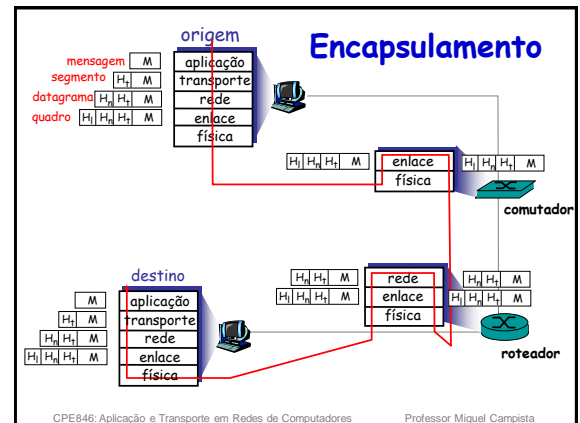 origem
Encapsulamento
mensagem M aplicação
segmento Ht M transporte
datagrama Hn Ht M rede
quadro Hl Hn Ht M enlace
física
Hl Hn Ht M enlace Hl Hn Ht M
física
comutador
destino
M aplicação
Ht M transporte
Hn Ht M rede
Hl Hn Ht M enlace
física
Hn Ht M rede Hn Ht M
Hl Hn Ht M enlace Hl Hn Ht M
física
roteador
CPE846: Aplicação e Transporte em Redes de Computadores
Professor Miguel Campista